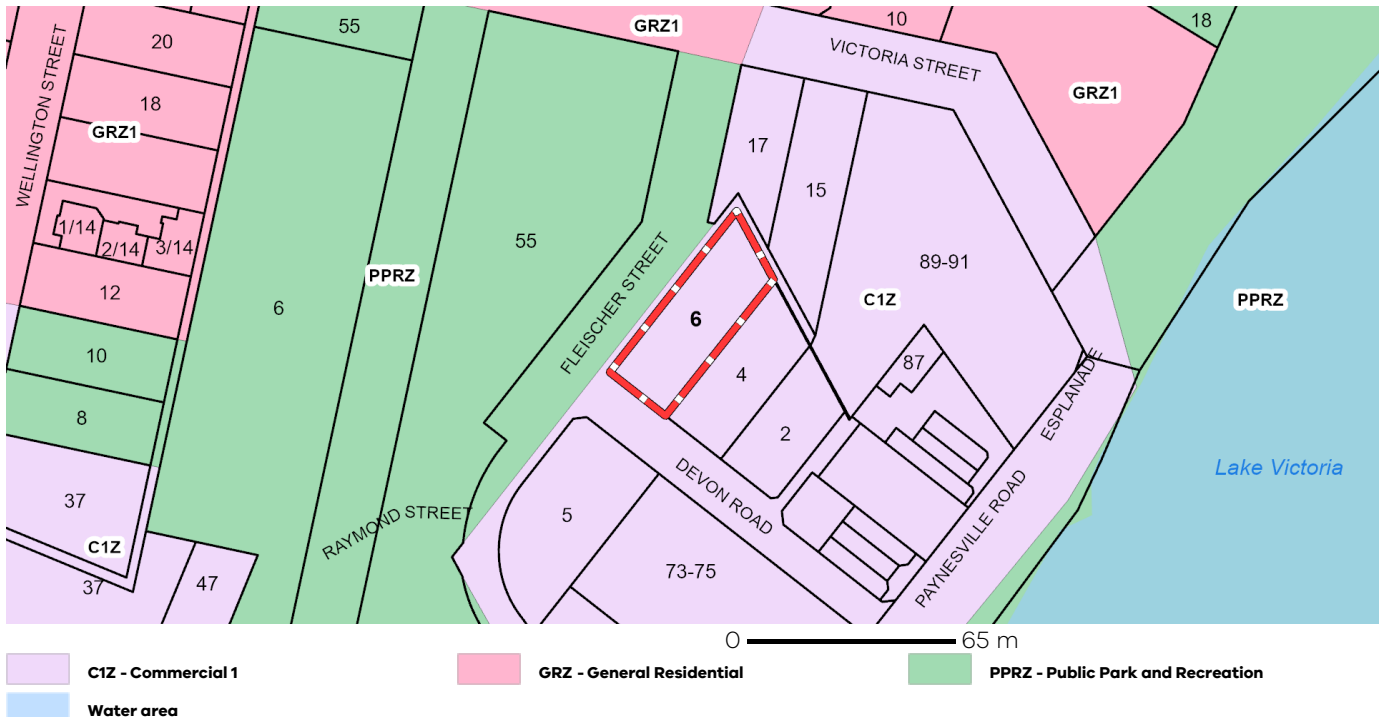 WELLINGTON STREET
20
18
GRZ1
1/14
2/14
3/14
12
10
8
37
C1Z
37
47
55
6
PPRZ
55
GRZ1
FLEISCHER STREET
RAYMOND STREET
VICTORIA STREET
10
18
GRZ1
17
15
89-91
6
4
2
C1Z
87
PPRZ
5
73-75
DEVON ROAD
PAYNESVILLE ROAD
ESPLANADE
Lake Victoria
0 65 m
C1Z - Commercial 1
GRZ - General Residential
PPRZ - Public Park and Recreation
Water area